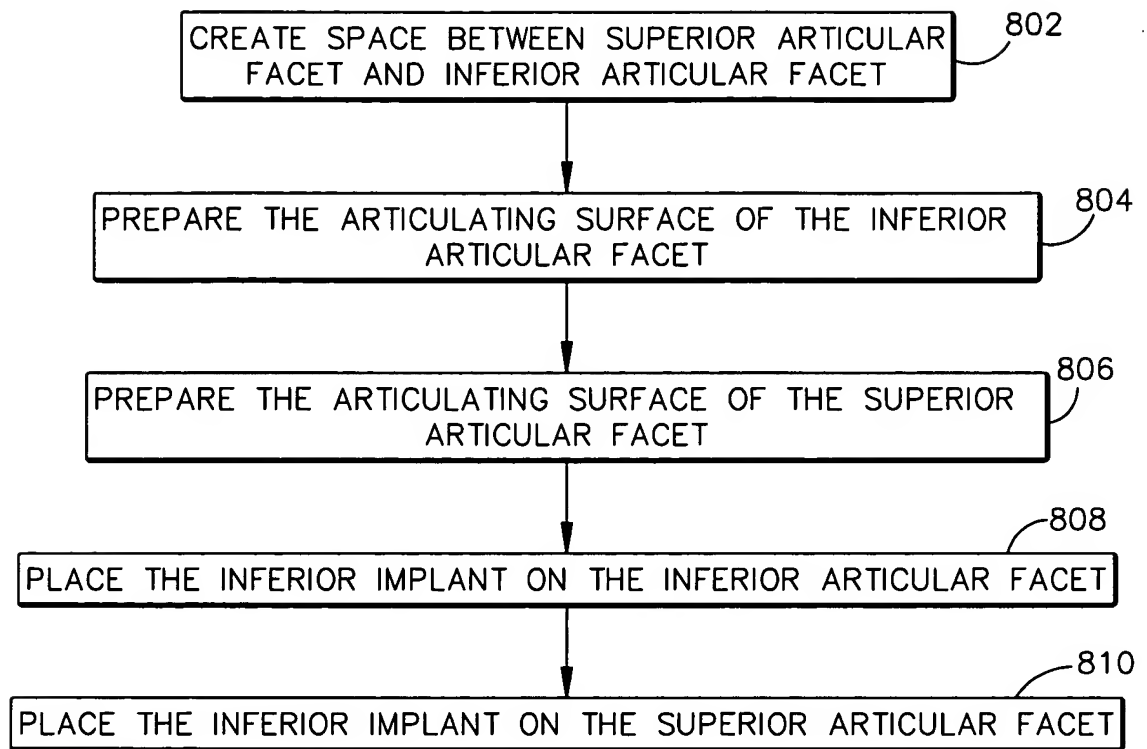 CREATE SPACE BETWEEN SUPERIOR ARTICULAR
FACET AND INFERIOR ARTICULAR FACET
802
PREPARE THE ARTICULATING SURFACE OF THE INFERIOR
ARTICULAR FACET
804
PREPARE THE ARTICULATING SURFACE OF THE SUPERIOR
ARTICULAR FACET
806
808
PLACE THE INFERIOR IMPLANT ON THE INFERIOR ARTICULAR FACET
810
PLACE THE INFERIOR IMPLANT ON THE SUPERIOR ARTICULAR FACET